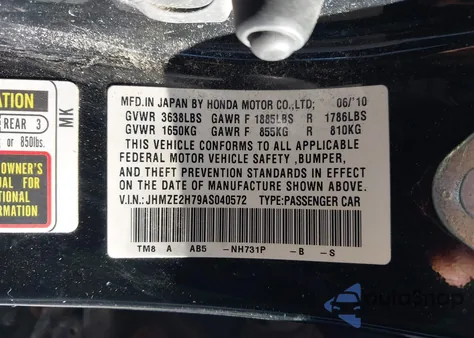 ATION
REAR 3
or 850lbs.
OWNER'S
UAL FOR
TIONAL
RMATION
MK
MFD.IN JAPAN BY HONDA MOTOR CO.,LTD; 06/'10
GVWR 3638LBS GAWR F 1885LBS R 1786LBS
GVWR 1650KG GAWR F 855KG R 810KG
THIS VEHICLE CONFORMS TO ALL APPLICABLE
FEDERAL MOTOR VEHICLE SAFETY ,BUMPER,
AND THEFT PREVENTION STANDARDS IN EFFECT
ON THE DATE OF MANUFACTURE SHOWN ABOVE.
V.I.N.: JHMZE2H79AS040572 TYPE:PASSENGER CAR
TM8 A AB5 -NH731P -B -S
AutoSnap